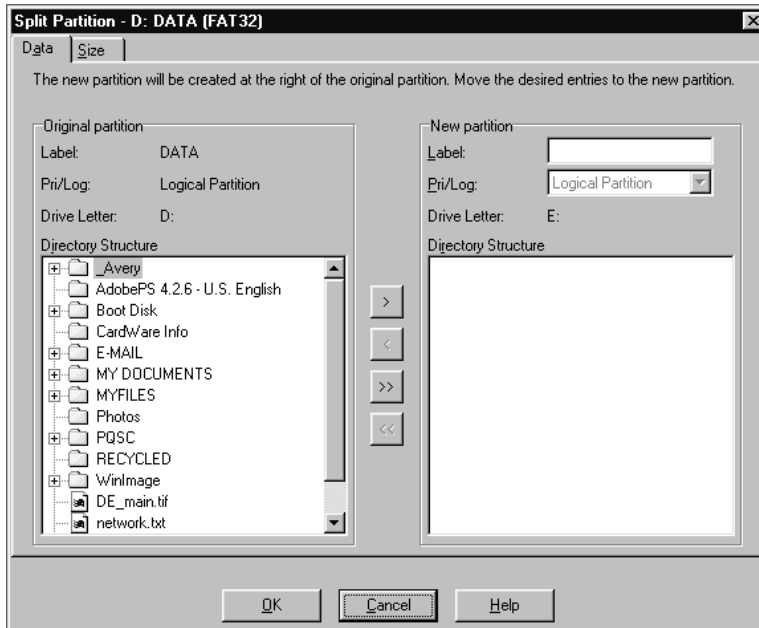 Split Partition - D: DATA (FAT32)
Data Size
The new partition will be created at the right of the original partition. Move the desired entries to the new partition.
Original partition
Label: DATA
Pri/Log: Logical Partition
Drive Letter: D:
Directory Structure
_Avery
AdobePS 4.2.6 - U.S. English
Boot Disk
CardWare Info
E-MAIL
MY DOCUMENTS
MYFILES
Photos
PQSC
RECYCLED
WinImage
DE_main.tif
network.txt
>
<
>>
<<
New partition
Label:
Pri/Log: Logical Partition
Drive Letter: E:
Directory Structure
OK Cancel Help